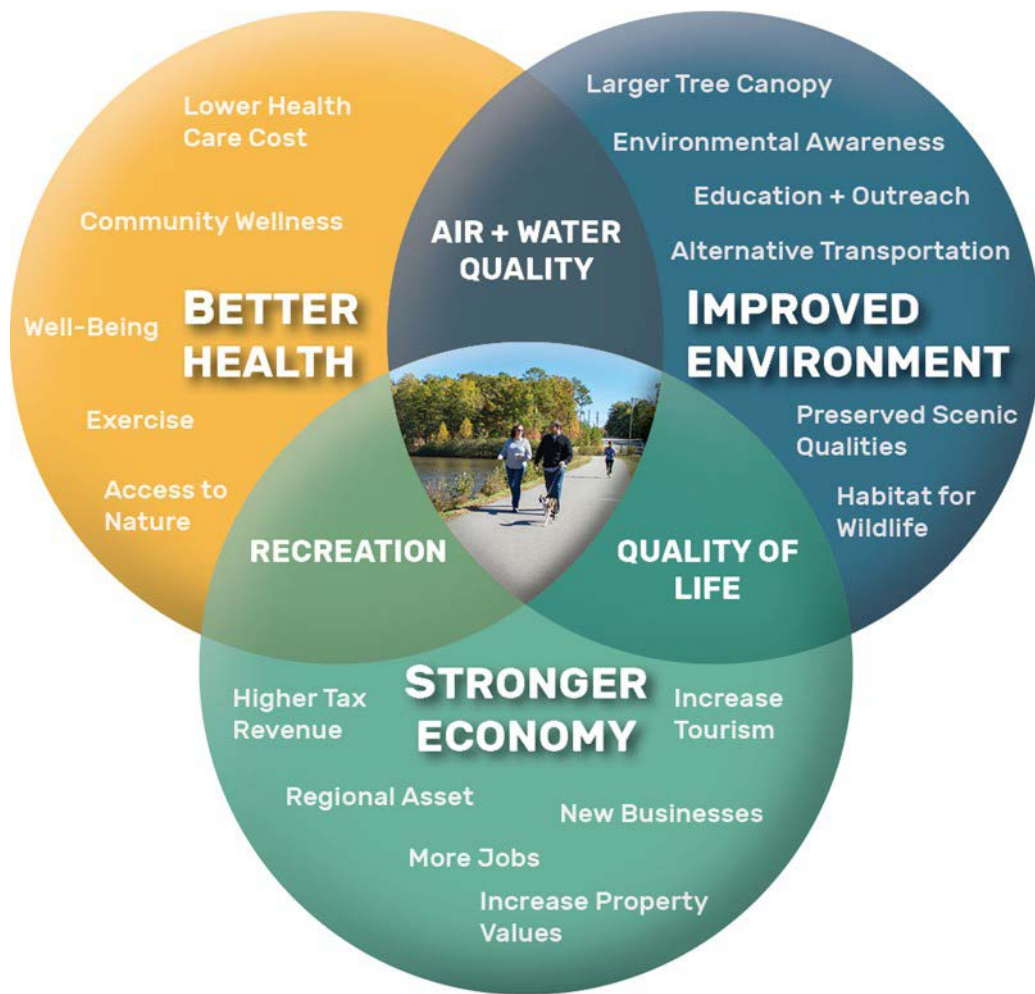 Lower Health
Care Cost
Community Wellness
Well-Being
BETTER
HEALTH
Exercise
Access to
Nature
AIR + WATER
QUALITY
Larger Tree Canopy
Environmental Awareness
Education + Outreach
Alternative Transportation
IMPROVED
ENVIRONMENT
Preserved Scenic
Qualities
Habitat for
Wildlife
RECREATION
QUALITY OF
LIFE
STRONGER
ECONOMY
Higher Tax
Revenue
Increase
Tourism
Regional Asset
New Businesses
More Jobs
Increase Property
Values